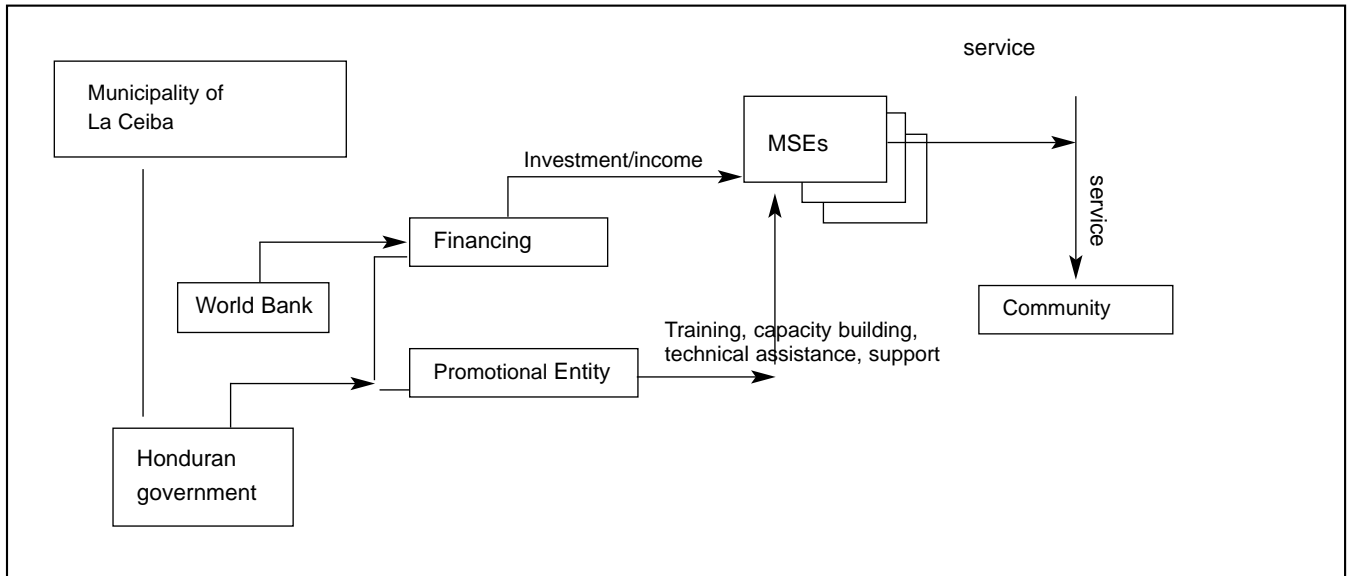 service
Municipality of
La Ceiba
MSEs
Investment/income
service
Financing
World Bank
Community
Training, capacity building,
technical assistance, support
Promotional Entity
Honduran
government